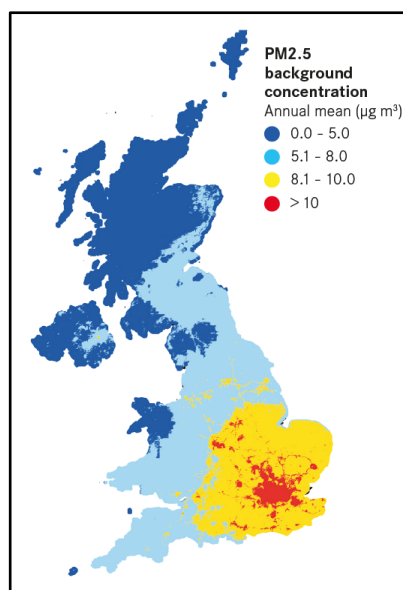 PM2.5
background
concentration
Annual mean (µg m³)
0.0 - 5.0
5.1 - 8.0
8.1 - 10.0
> 10